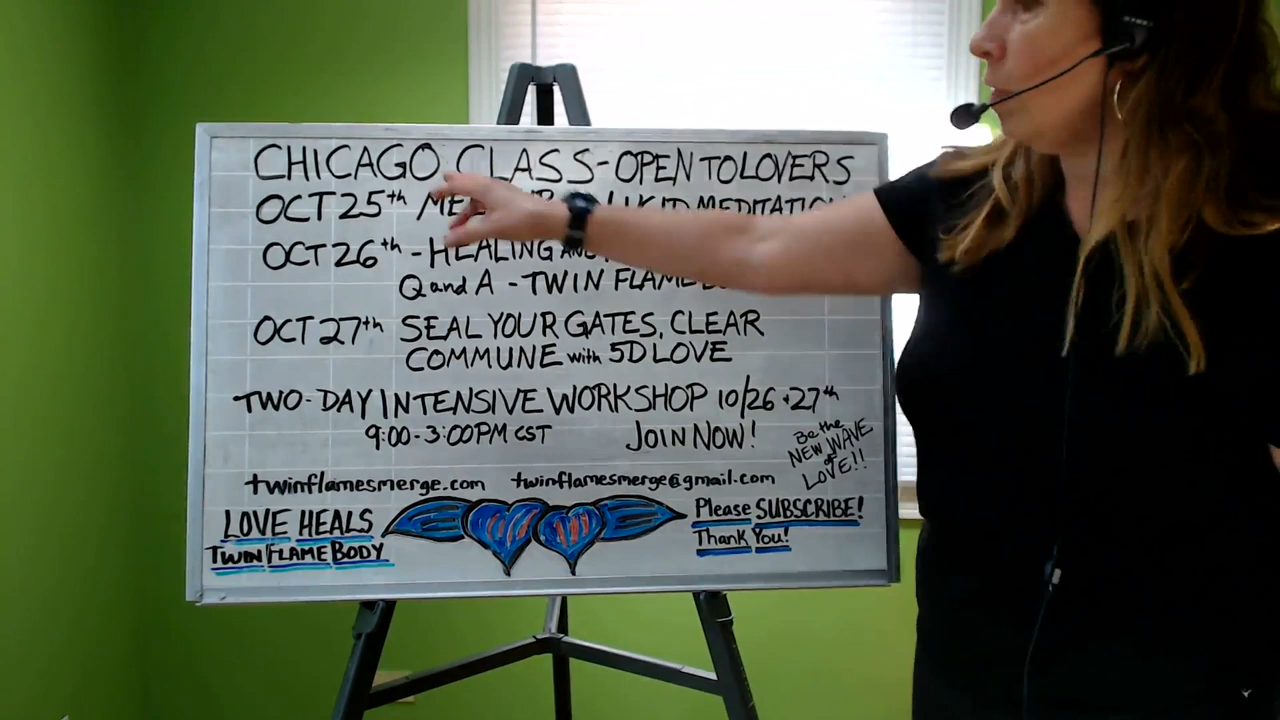 CHICAGO CLASS - OPEN TO LOVERS
OCT 25th MEDITATION
OCT 26th - HEALING AND
Q and A - TWIN FLAME
OCT 27th SEAL YOUR GATES, CLEAR
COMMUNE with 5D LOVE
TWO-DAY INTENSIVE WORKSHOP 10/26 + 27th
9:00-3:00PM CST JOIN NOW!
Be the
NEW WAVE
of
LOVE!!
twinflamesmerge.com twinflamesmerge@gmail.com
LOVE HEALS
TWIN FLAME BODY
Please SUBSCRIBE!
Thank You!